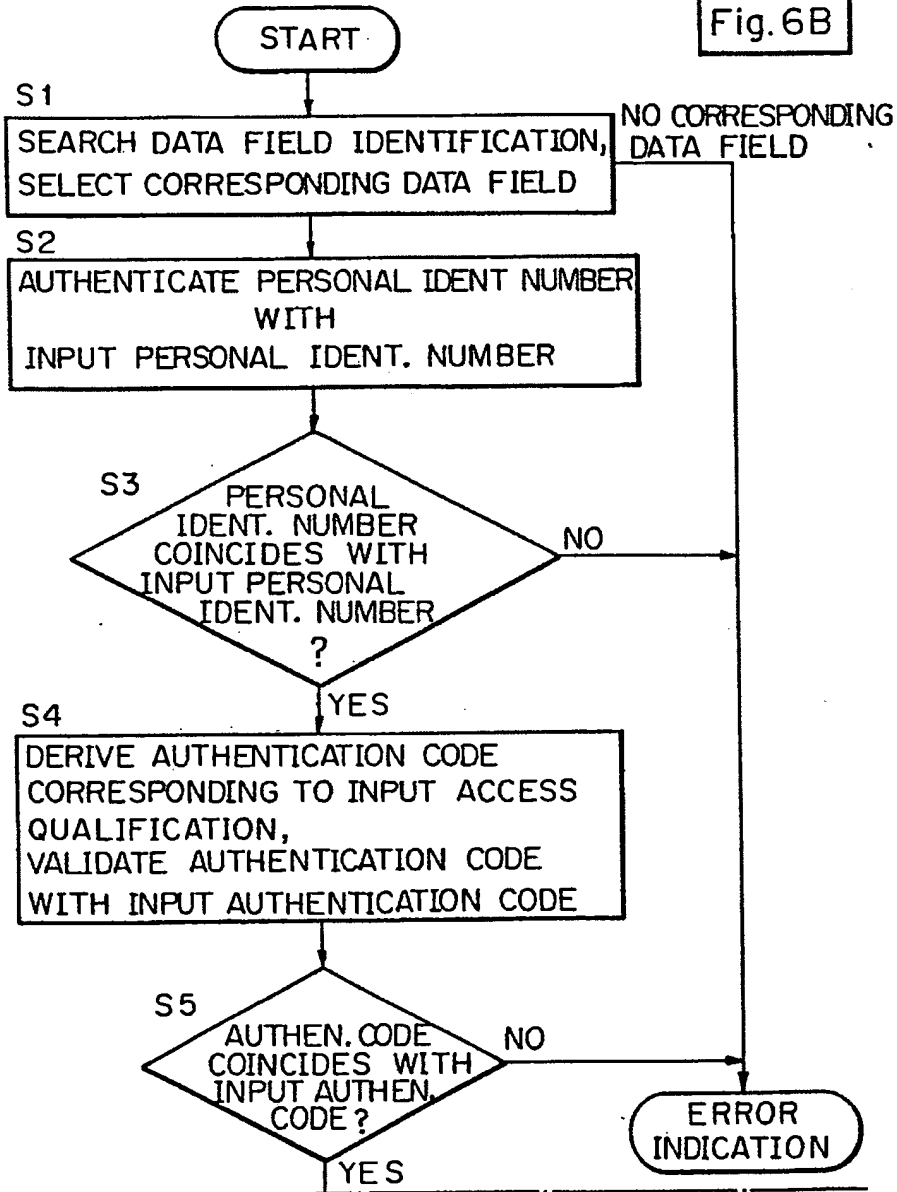 START
Fig. 6B
S1
SEARCH DATA FIELD IDENTIFICATION,
SELECT CORRESPONDING DATA FIELD
NO CORRESPONDING
DATA FIELD
S2
AUTHENTICATE PERSONAL IDENT NUMBER
WITH
INPUT PERSONAL IDENT. NUMBER
S3
PERSONAL
IDENT. NUMBER
COINCIDES WITH
INPUT PERSONAL
IDENT. NUMBER
?
NO
YES
S4
DERIVE AUTHENTICATION CODE
CORRESPONDING TO INPUT ACCESS
QUALIFICATION,
VALIDATE AUTHENTICATION CODE
WITH INPUT AUTHENTICATION CODE
S5
AUTHEN. CODE
COINCIDES WITH
INPUT AUTHEN.
CODE?
NO
YES
ERROR
INDICATION